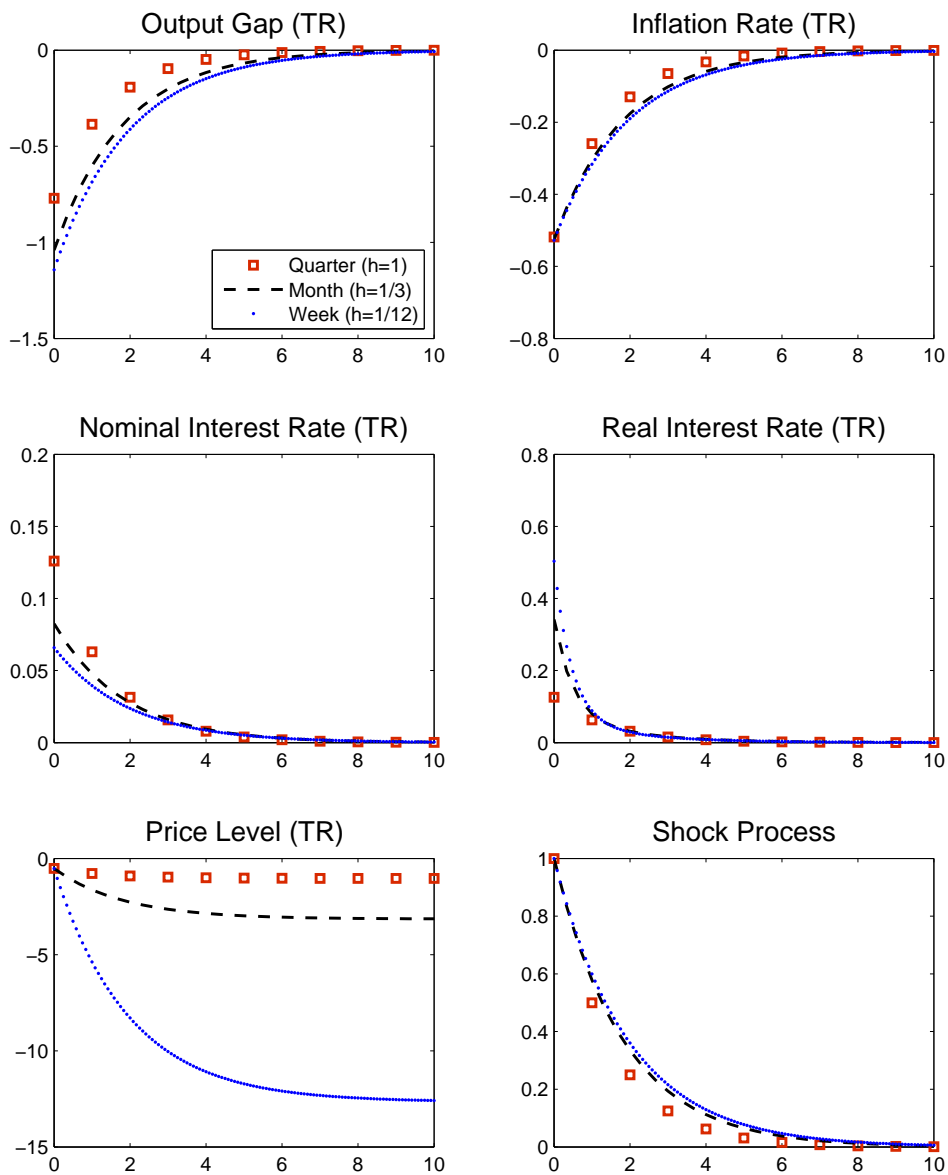 Output Gap (TR)
0
−0.5
−1
−1.5
0 2 4 6 8 10
Quarter (h=1)
Month (h=1/3)
Week (h=1/12)
Inflation Rate (TR)
0
−0.2
−0.4
−0.6
−0.8
0 2 4 6 8 10
Nominal Interest Rate (TR)
0.2
0.15
0.1
0.05
0
0 2 4 6 8 10
Real Interest Rate (TR)
0.8
0.6
0.4
0.2
0
0 2 4 6 8 10
Price Level (TR)
0
−5
−10
−15
0 2 4 6 8 10
Shock Process
1
0.8
0.6
0.4
0.2
0
0 2 4 6 8 10